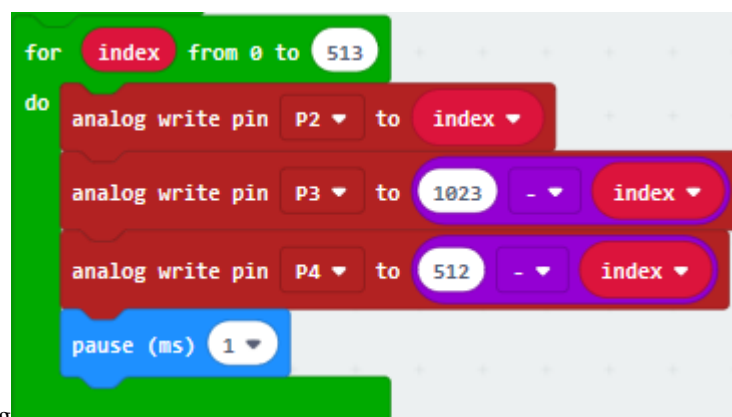 for index from 0 to 513
do
analog write pin P2 to index
analog write pin P3 to 1023 - index
analog write pin P4 to 512 - index
pause (ms) 1
g